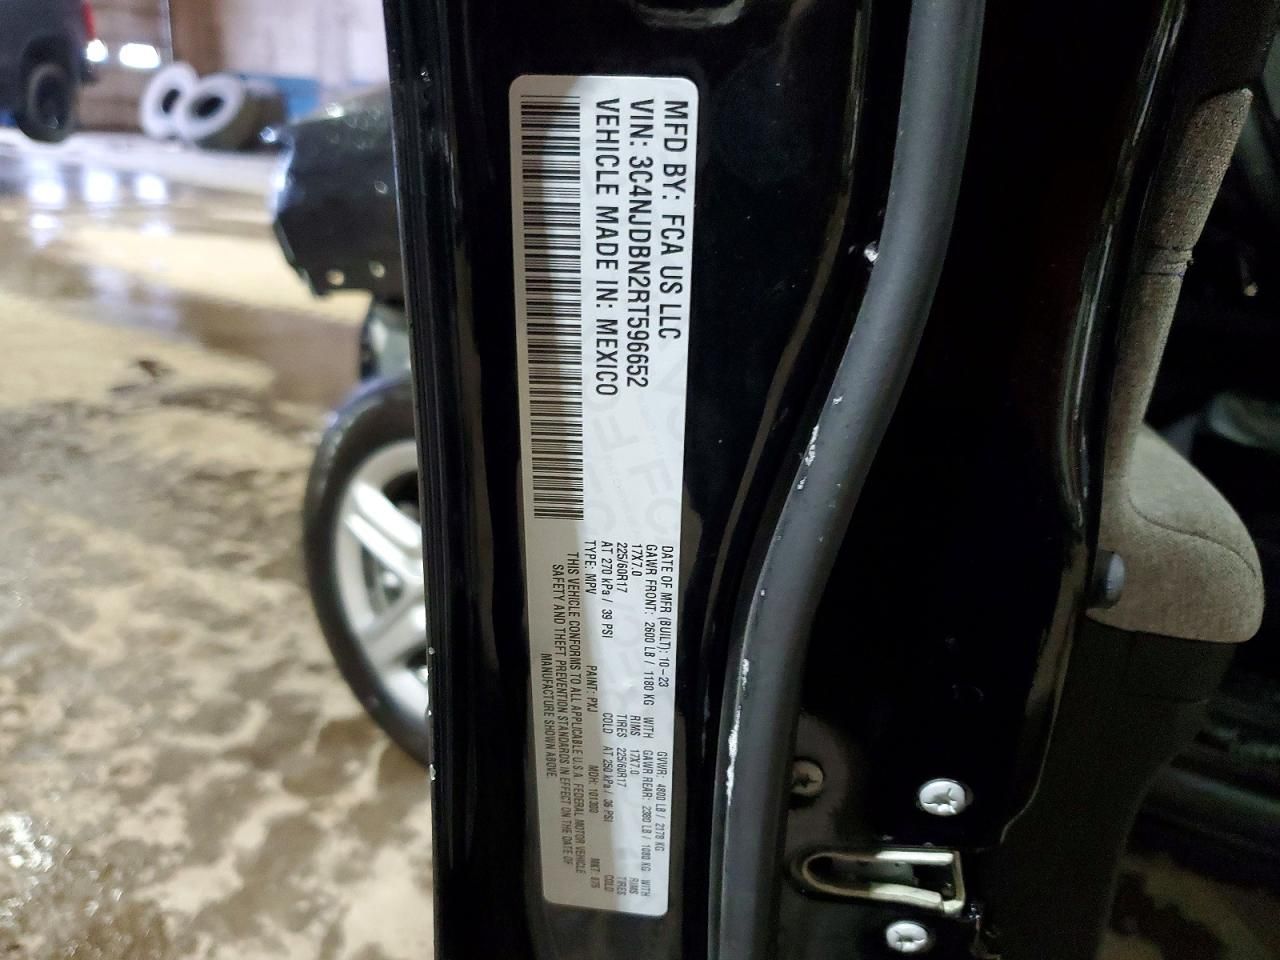 MFD BY: FCA US LLC
VIN: 3C4NJDBN2RT596652
VEHICLE MADE IN: MEXICO
DATE OF MFR (BUILT): 10-23 GVWR: 4800 LB / 2178 KG
GAWR FRONT: 2600 LB / 1180 KG WITH GAWR REAR: 2380 LB / 1080 KG WITH
17X7.0 RIMS 17X7.0 RIMS
225/60R17 TIRES 225/60R17 TIRES
AT 270 kPa / 39 PSI COLD AT 250 kPa / 36 PSI COLD
TYPE: MPV PAINT: PXJ MDH: 101300 MKT:
THIS VEHICLE CONFORMS TO ALL APPLICABLE U.S.A. FEDERAL MOTOR VEHICLE
SAFETY AND THEFT PREVENTION STANDARDS IN EFFECT ON THE DATE OF
MANUFACTURE SHOWN ABOVE.